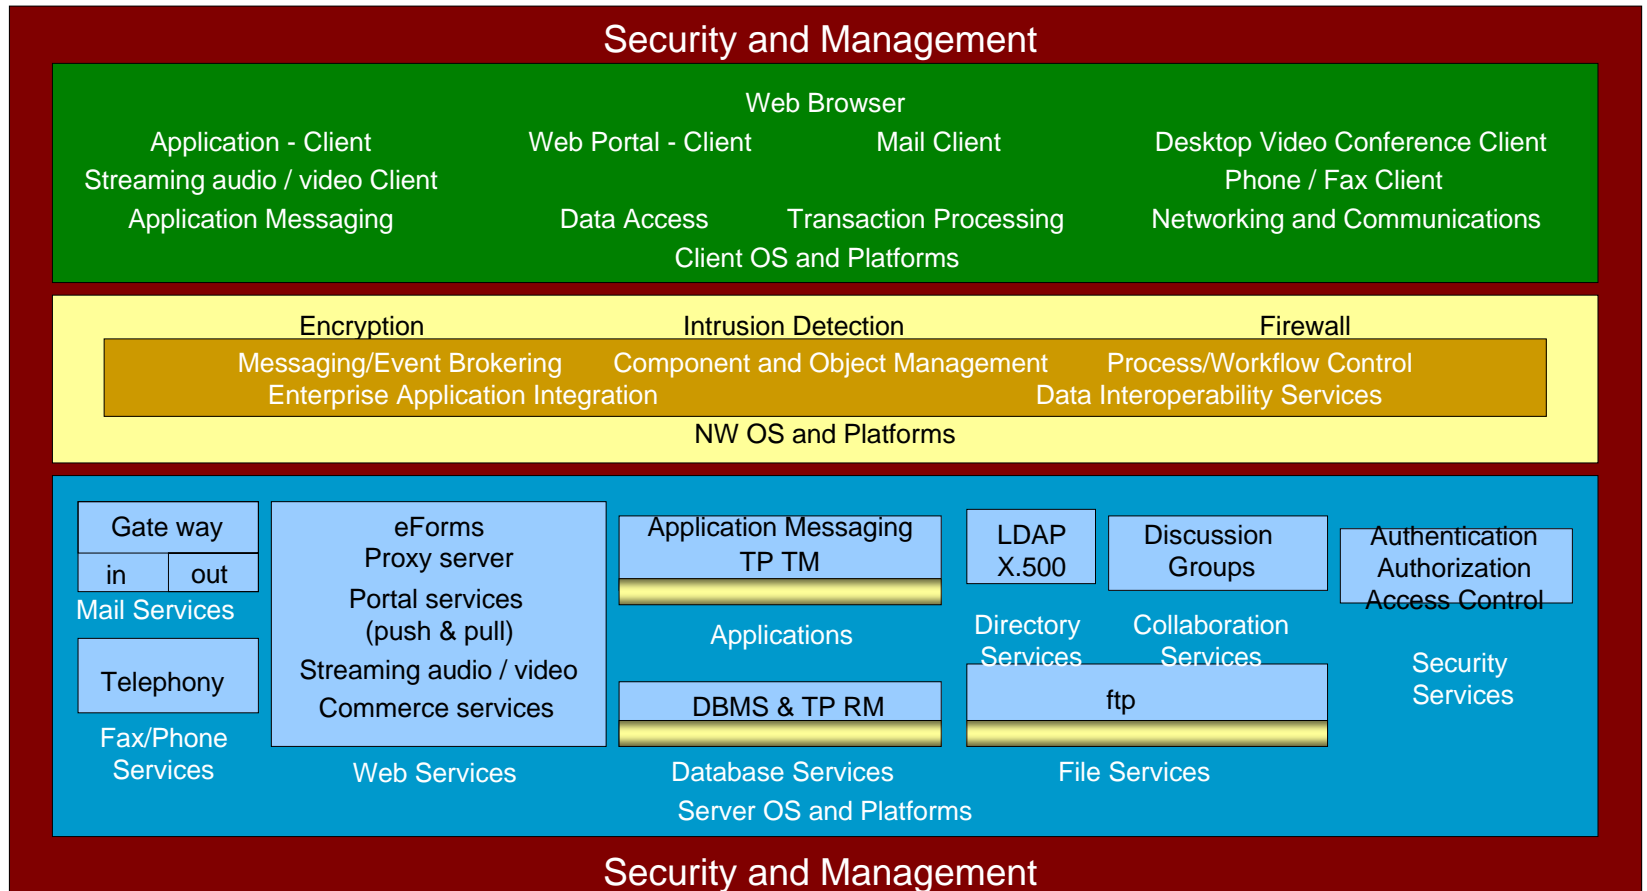 Security and Management
Web Browser
Application - Client
Web Portal - Client
Mail Client
Desktop Video Conference Client
Streaming audio / video Client
Phone / Fax Client
Application Messaging
Data Access
Transaction Processing
Networking and Communications
Client OS and Platforms
Encryption
Intrusion Detection
Firewall
Messaging/Event Brokering
Component and Object Management
Process/Workflow Control
Enterprise Application Integration
Data Interoperability Services
NW OS and Platforms
Gate way
in
out
Mail Services
Telephony
Fax/Phone
Services
eForms
Proxy server
Portal services
(push & pull)
Streaming audio / video
Commerce services
Web Services
Application Messaging
TP TM
Applications
DBMS & TP RM
Database Services
LDAP
X.500
Directory
Services
Discussion
Groups
Collaboration
Services
ftp
File Services
Authentication
Authorization
Access Control
Security
Services
Server OS and Platforms
Security and Management